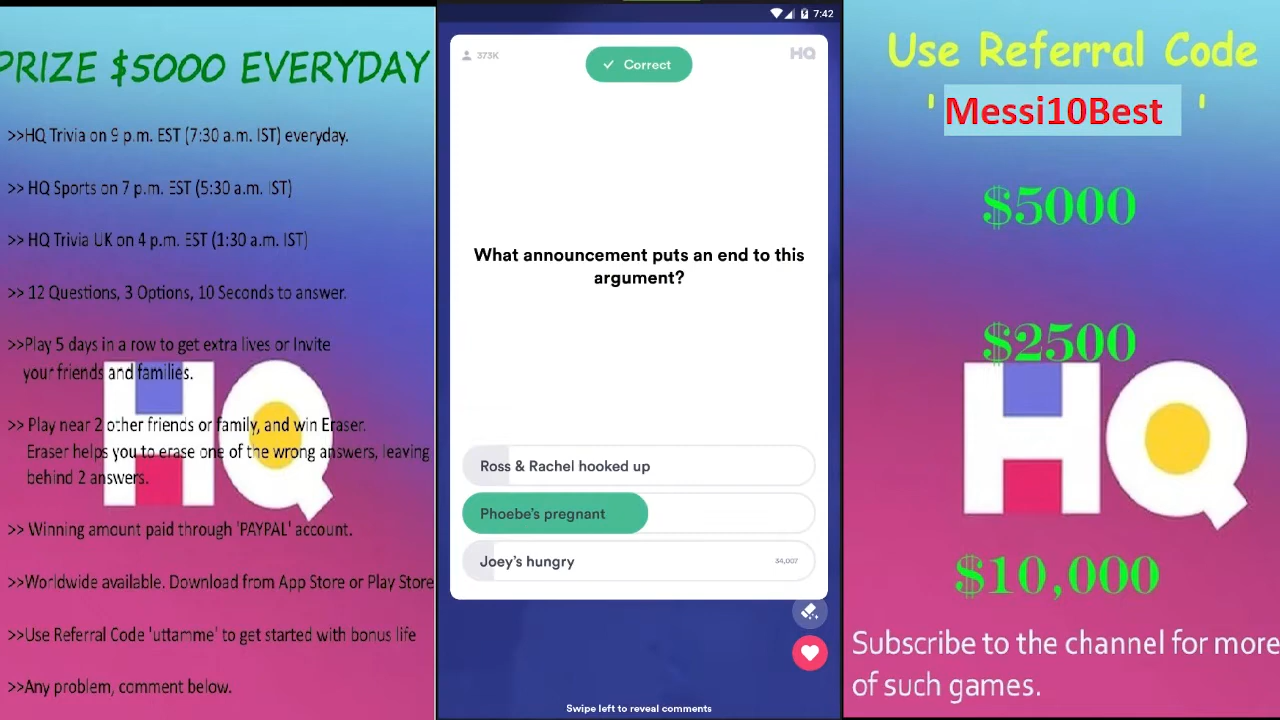 PRIZE $5000 EVERYDAY
>>HQ Trivia on 9 p.m. EST (7:30 a.m. IST) everyday.
>> HQ Sports on 7 p.m. EST (5:30 a.m. IST)
>> HQ Trivia UK on 4 p.m. EST (1:30 a.m. IST)
>> 12 Questions, 3 Options, 10 Seconds to answer.
>>Play 5 days in a row to get extra lives or Invite
your friends and families.
>> Play near 2 other friends or family, and win Eraser.
Eraser helps you to erase one of the wrong answers, leaving
behind 2 answers.
>> Winning amount paid through 'PAYPAL' account.
>>Worldwide available. Download from App Store or Play Store
>>Use Referral Code 'uttamme' to get started with bonus life
>>Any problem, comment below.
HQ
7:42
373K
Correct
HQ
What announcement puts an end to this
argument?
Ross & Rachel hooked up
Phoebe's pregnant
Joey's hungry
34,007
Swipe left to reveal comments
Use Referral Code
' Messi10Best '
$5000
$2500
HQ
$10,000
Subscribe to the channel for more
of such games.